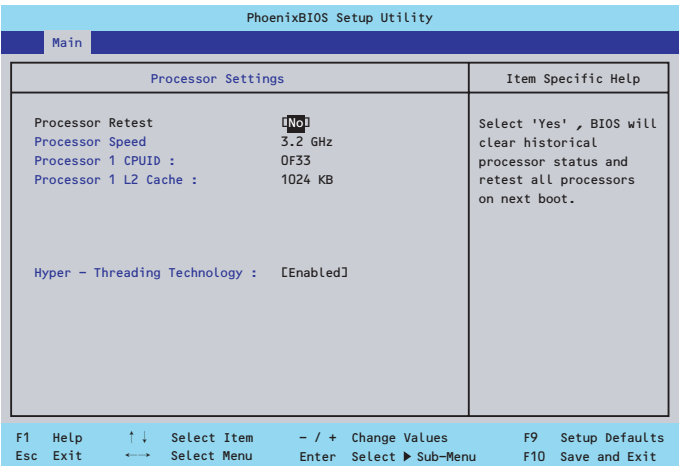 PhoenixBIOS Setup Utility
Main
Processor Settings
Item Specific Help
Processor Retest [No]
Processor Speed 3.2 GHz
Processor 1 CPUID : 0F33
Processor 1 L2 Cache : 1024 KB
Hyper - Threading Technology : [Enabled]
Select 'Yes' , BIOS will
clear historical
processor status and
retest all processors
on next boot.
F1 Help ↑↓ Select Item - / + Change Values F9 Setup Defaults
Esc Exit ←→ Select Menu Enter Select ▶ Sub-Menu F10 Save and Exit